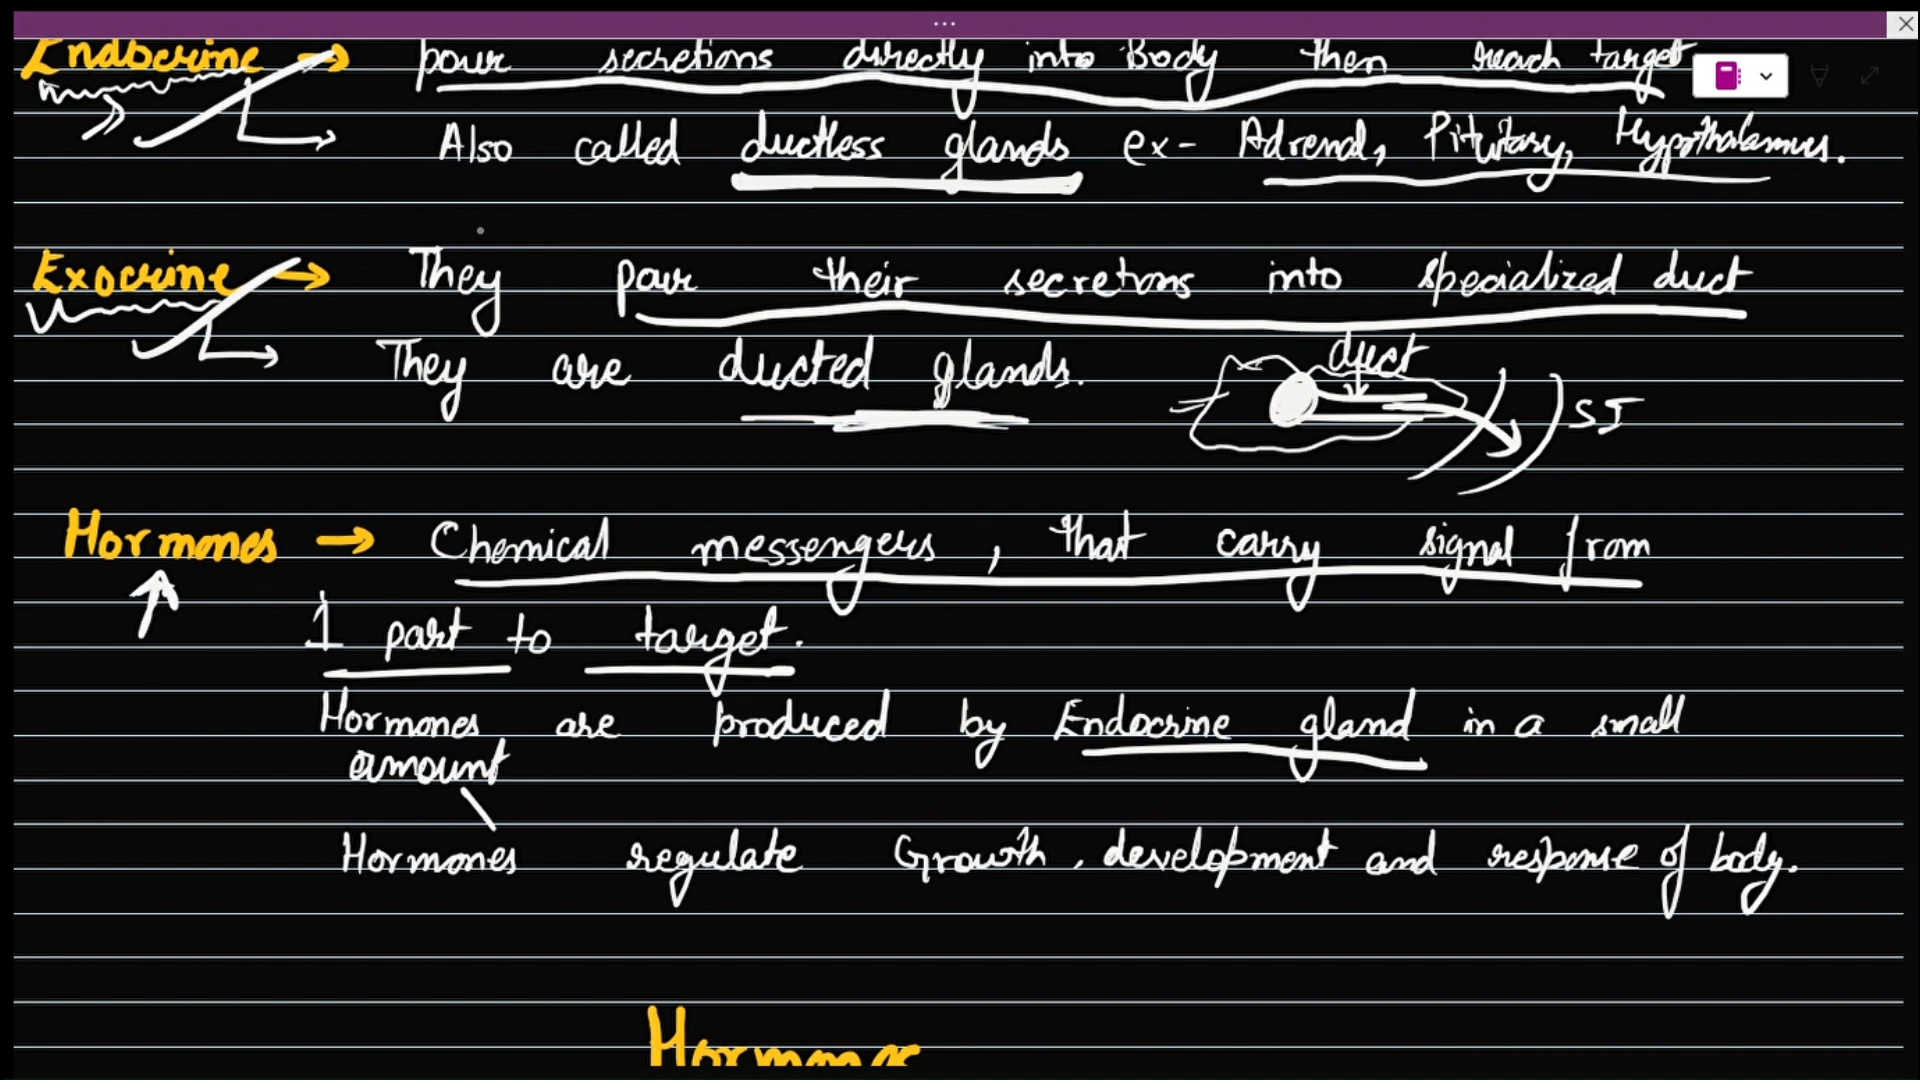 Endocrine → pour secretions directly into Body then reach target
Also called ductless glands ex- Adrenal, Pituitary, Hypothalamus.
Exocrine → They pour their secretions into specialized duct
They are ducted glands.
duct
SI
Hormones → Chemical messengers, that carry signal from
1 part to target.
Hormones are produced by Endocrine gland in a small
amount
Hormones regulate Growth, development and response of body.
Hormones